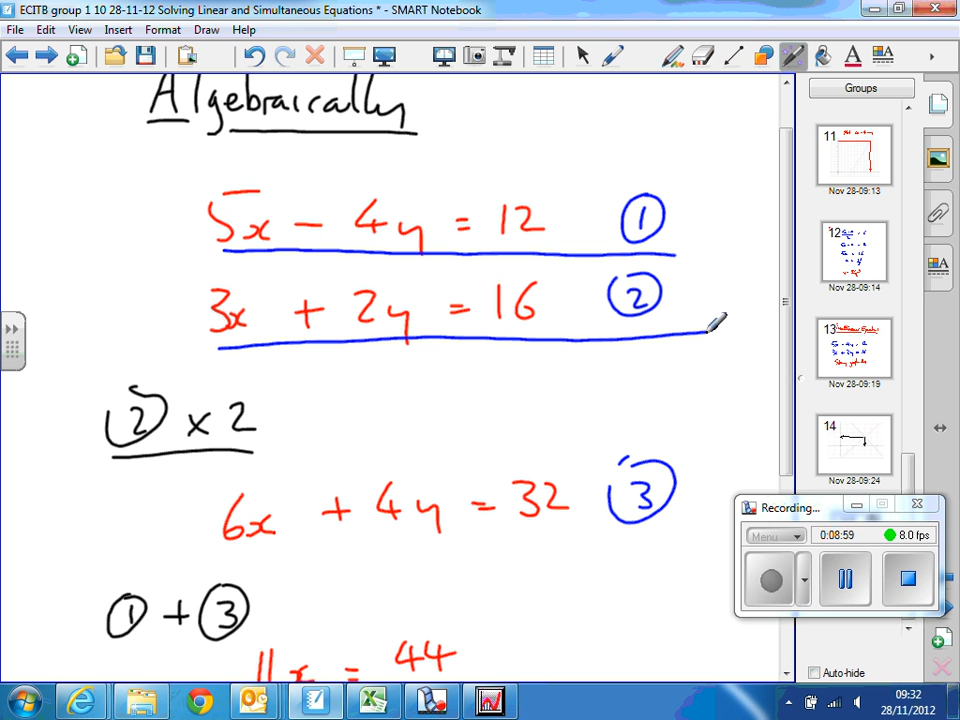 ECITB group 1 10 28-11-12 Solving Linear and Simultaneous Equations * - SMART Notebook
File Edit View Insert Format Draw Help
Groups
Algebraically
5x - 4y = 12 ①
3x + 2y = 16 ②
② x 2
6x + 4y = 32 ③
① + ③
11x = 44
11
Nov 28-09:13
12
Nov 28-09:14
13
Nov 28-09:19
14
Nov 28-09:24
Recording...
Menu 0:08:59 8.0 fps
Auto-hide
09:32
28/11/2012